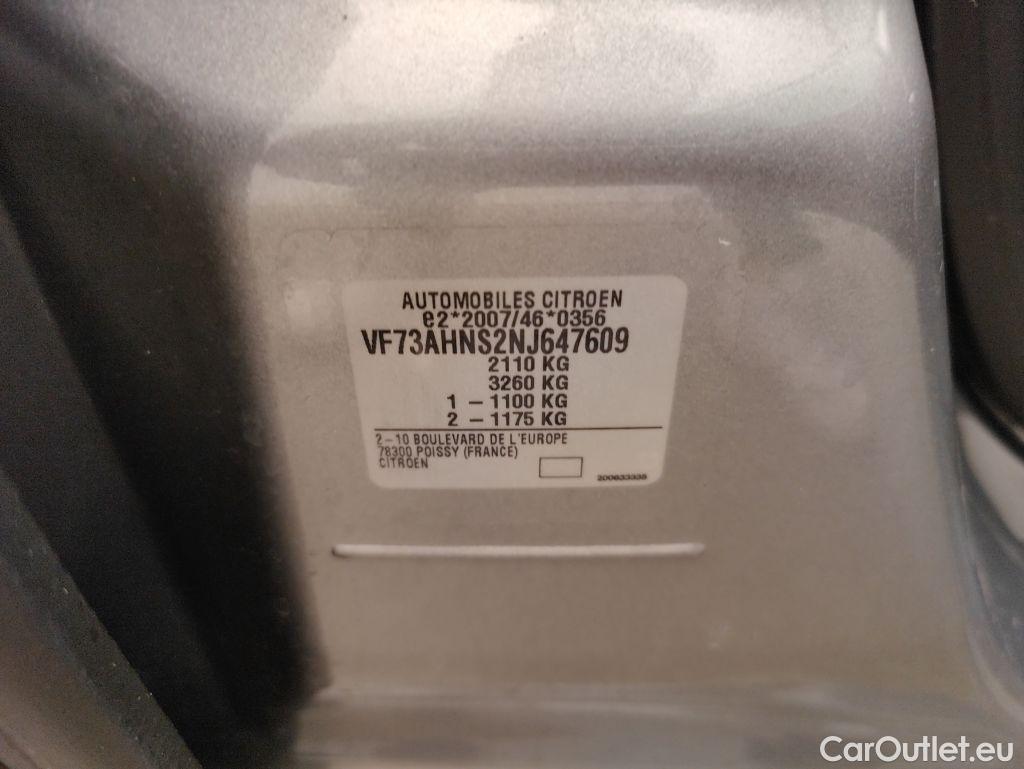 AUTOMOBILES CITROEN
e2*2007/46*0356
VF73AHNS2NJ647609
2110 KG
3260 KG
1 - 1100 KG
2 - 1175 KG
2-10 BOULEVARD DE L'EUROPE
78300 POISSY (FRANCE)
CITROEN
200633335
CarOutlet.eu